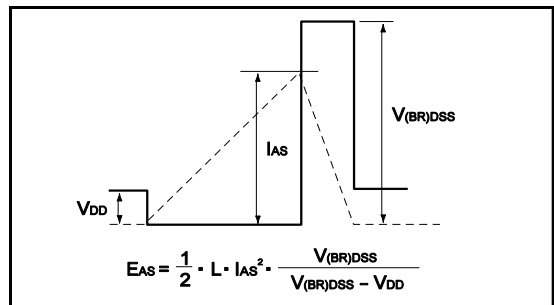 V(BR)DSS
IAS
VDD
EAS = 1/2 · L · IAS² · V(BR)DSS / (V(BR)DSS − VDD)